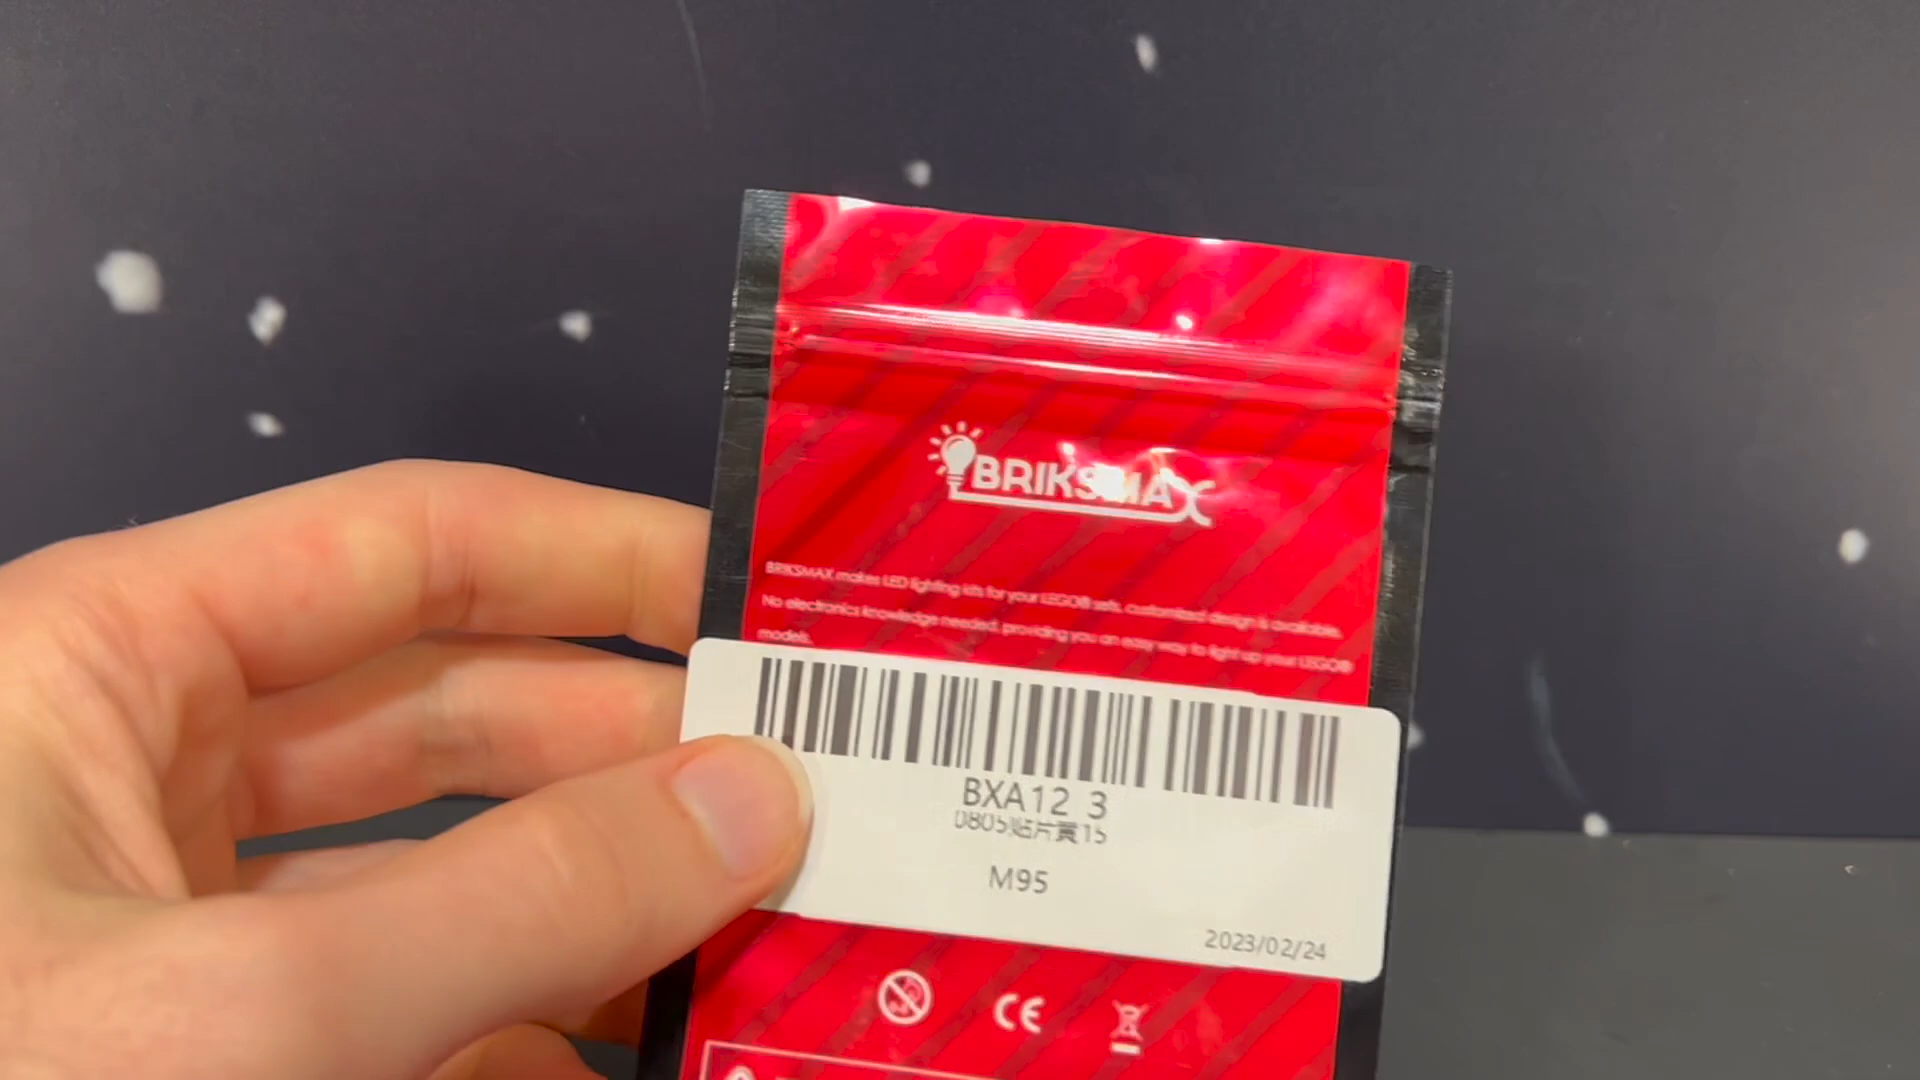 BRIKSMAX
BRIKSMAX makes LED lighting kits for your LEGO® sets, customized design is available.
No electronics knowledge needed, providing you an easy way to light up your LEGO®
models.
BXA12 3
0805贴片黄15
M95
2023/02/24
CE